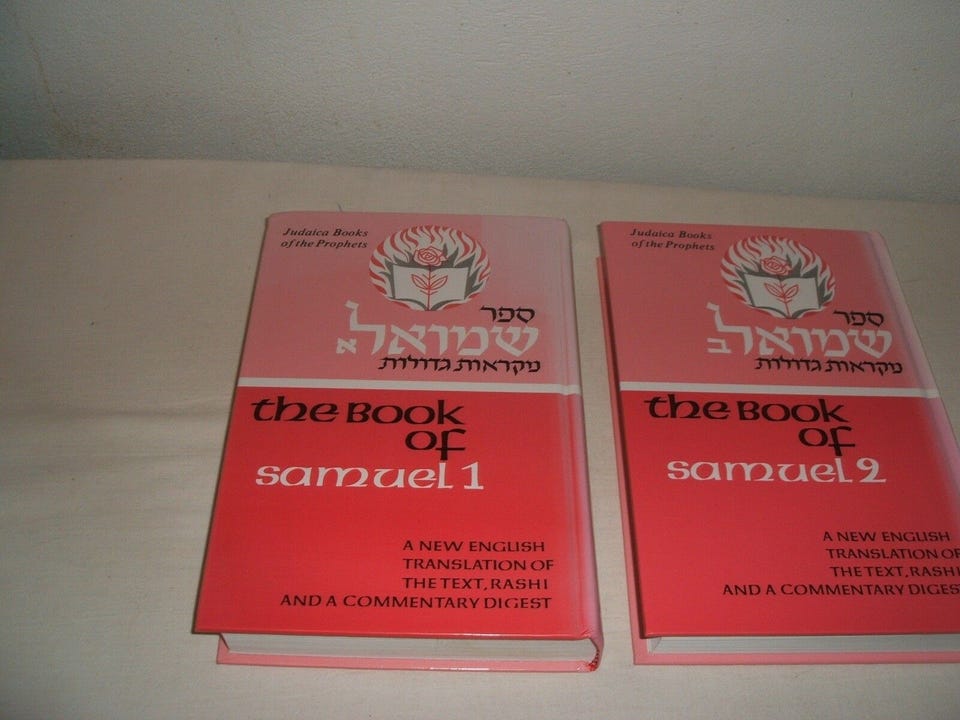 Judaica Books
of the Prophets
ספר
שמואל א
מקראות גדולות
the Book
of
samuel 1
A NEW ENGLISH
TRANSLATION OF
THE TEXT, RASHI
AND A COMMENTARY DIGEST
Judaica Books
of the Prophets
ספר
שמואל ב
מקראות גדולות
the Book
of
samuel 2
A NEW ENGLISH
TRANSLATION OF
THE TEXT, RASHI
AND A COMMENTARY DIGEST